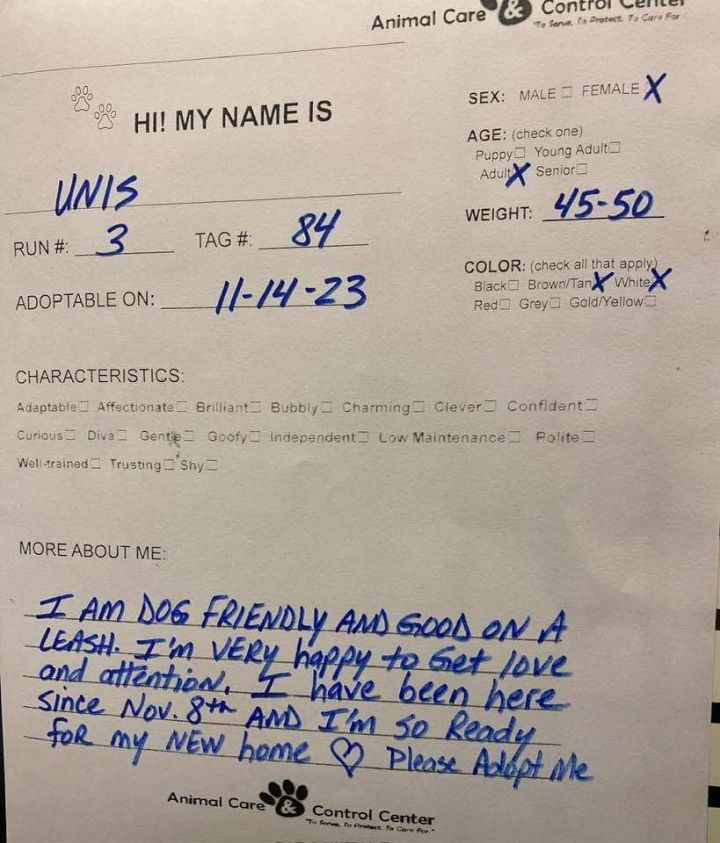 Animal Care & Control Center
"To Serve, To Protect, To Care For
HI! MY NAME IS
UNIS
RUN #: 3 TAG #: 84
ADOPTABLE ON: 11-14-23
SEX: MALE FEMALE X
AGE: (check one)
Puppy Young Adult
Adult X Senior
WEIGHT: 45-50
COLOR: (check all that apply)
Black Brown/Tan X White X
Red Grey Gold/Yellow
CHARACTERISTICS:
Adaptable Affectionate Brilliant Bubbly Charming Clever Confident
Curious Diva Gentle Goofy Independent Low Maintenance Polite
Well-trained Trusting Shy
MORE ABOUT ME:
I AM DOG FRIENDLY AND GOOD ON A
LEASH. I'm VERY happy to Get love
and attention. I have been here
since Nov. 8th AND I'm so Ready
foR my NEW home ♡ Please Adopt Me
Animal Care & Control Center
"To Serve, To Protect, To Care For."